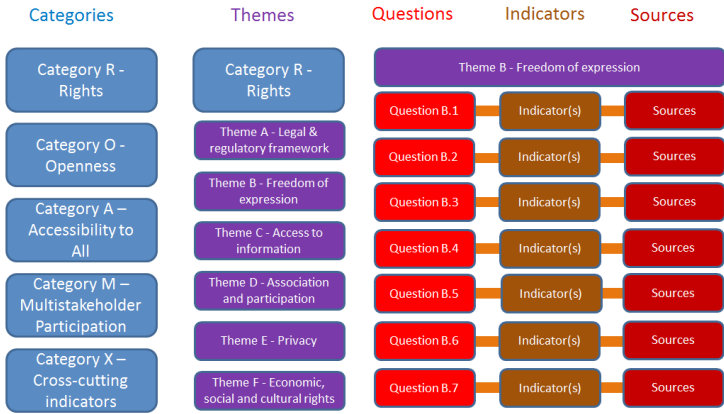 Categories
Themes
Questions
Indicators
Sources
Category R -
Rights
Category O -
Openness
Category A –
Accessibility to
All
Category M –
Multistakeholder
Participation
Category X –
Cross-cutting
indicators
Category R -
Rights
Theme A - Legal &
regulatory framework
Theme B - Freedom of
expression
Theme C - Access to
information
Theme D - Association
and participation
Theme E - Privacy
Theme F - Economic,
social and cultural rights
Theme B - Freedom of expression
Question B.1
Indicator(s)
Sources
Question B.2
Indicator(s)
Sources
Question B.3
Indicator(s)
Sources
Question B.4
Indicator(s)
Sources
Question B.5
Indicator(s)
Sources
Question B.6
Indicator(s)
Sources
Question B.7
Indicator(s)
Sources